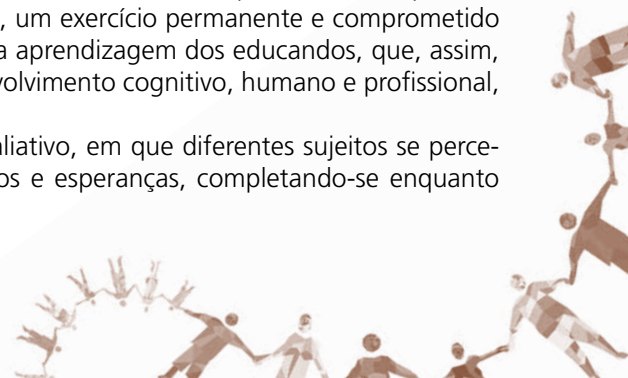 , um exercício permanente e comprometido
a aprendizagem dos educandos, que, assim,
volvimento cognitivo, humano e profissional,
aliativo, em que diferentes sujeitos se perce-
os e esperanças, completando-se enquanto